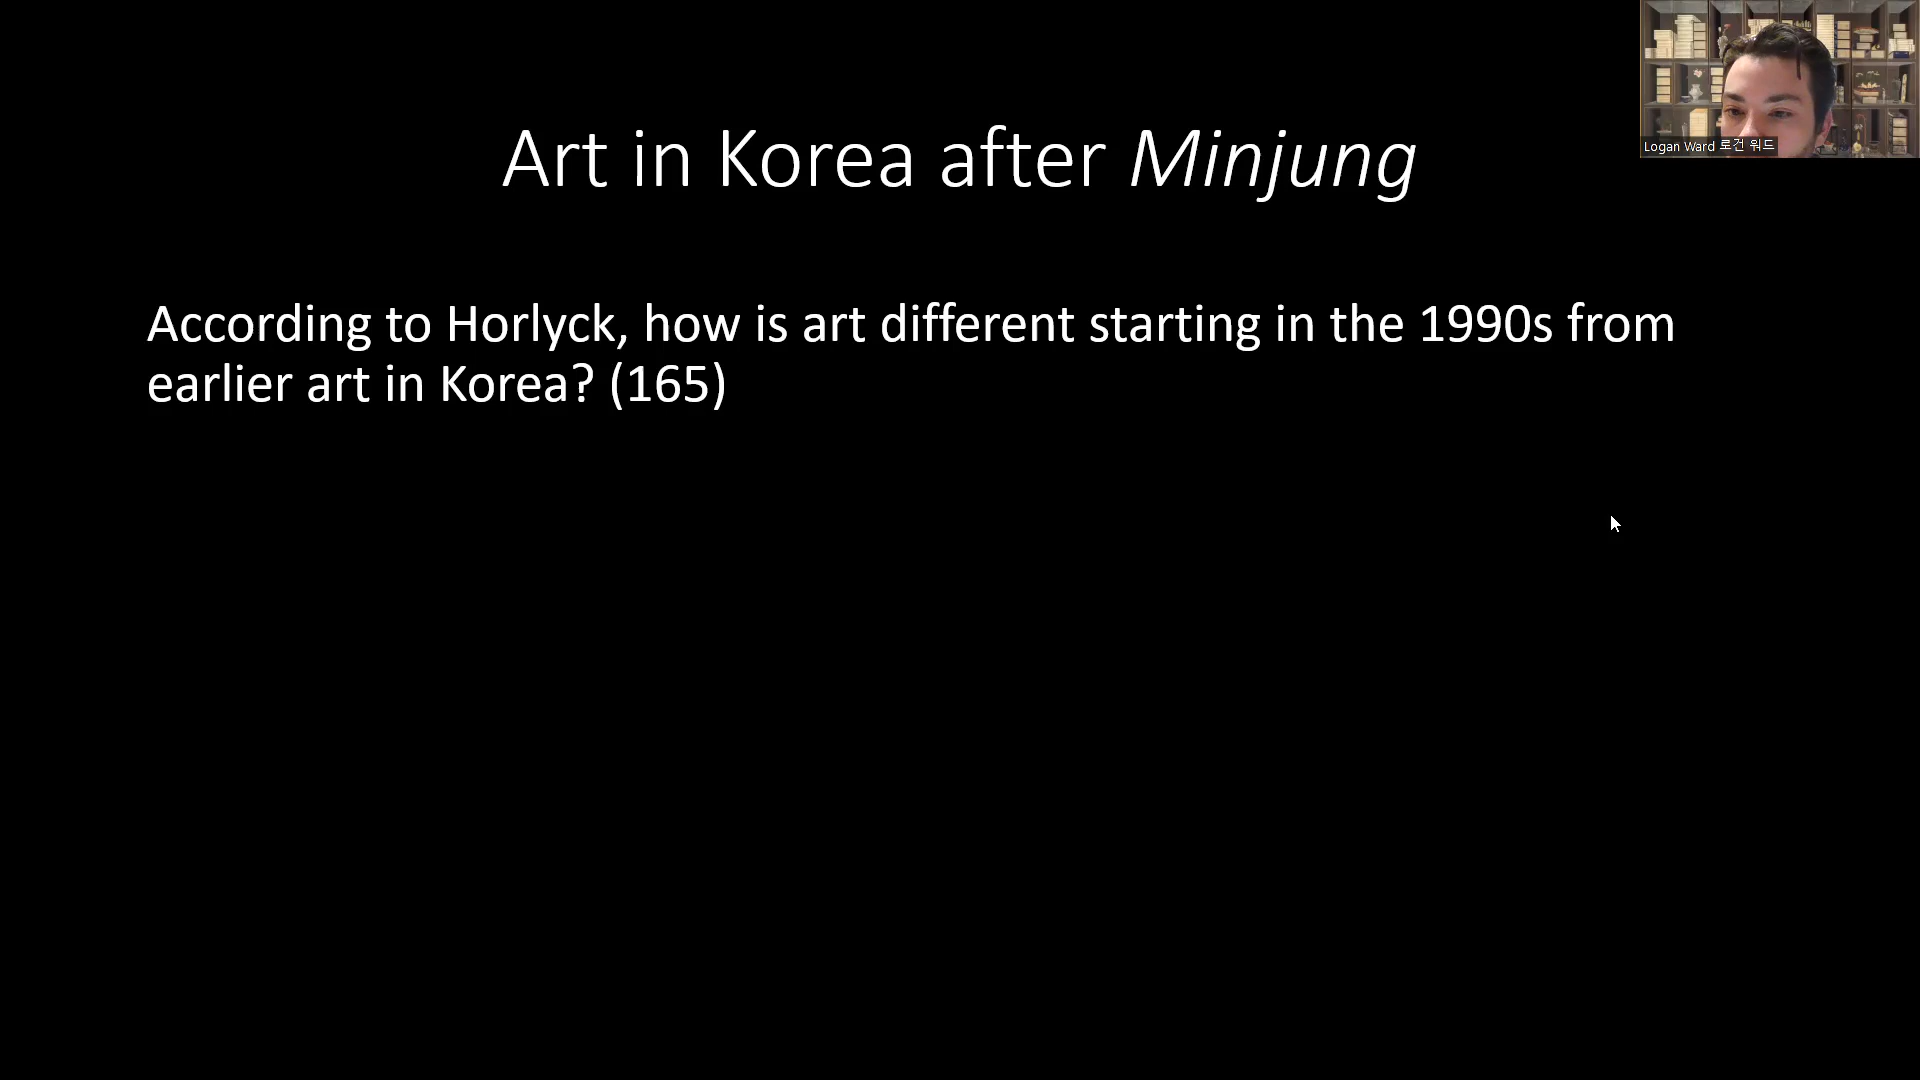 Art in Korea after Minjung
Logan Ward 로건 워드
According to Horlyck, how is art different starting in the 1990s from
earlier art in Korea? (165)